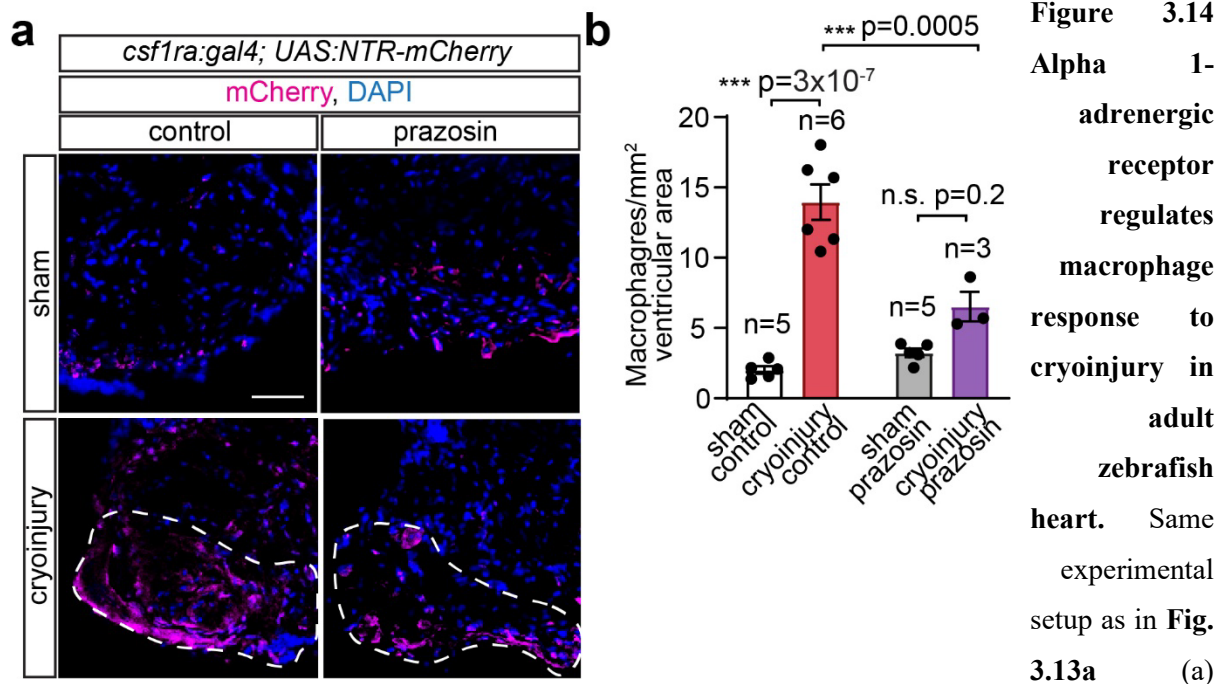 a
csf1ra:gal4; UAS:NTR-mCherry
mCherry, DAPI
control
prazosin
sham
cryoinjury
b
*** p=0.0005
*** p=3x10⁻⁷
n=6
n.s. p=0.2
n=3
n=5
n=5
Macrophagres/mm²
ventricular area
20
15
10
5
0
sham
control
cryoinjury
control
sham
prazosin
cryoinjury
prazosin
Figure 3.14
Alpha 1-
adrenergic
receptor
regulates
macrophage
response to
cryoinjury in
adult
zebrafish
heart. Same
experimental
setup as in Fig.
3.13a (a)